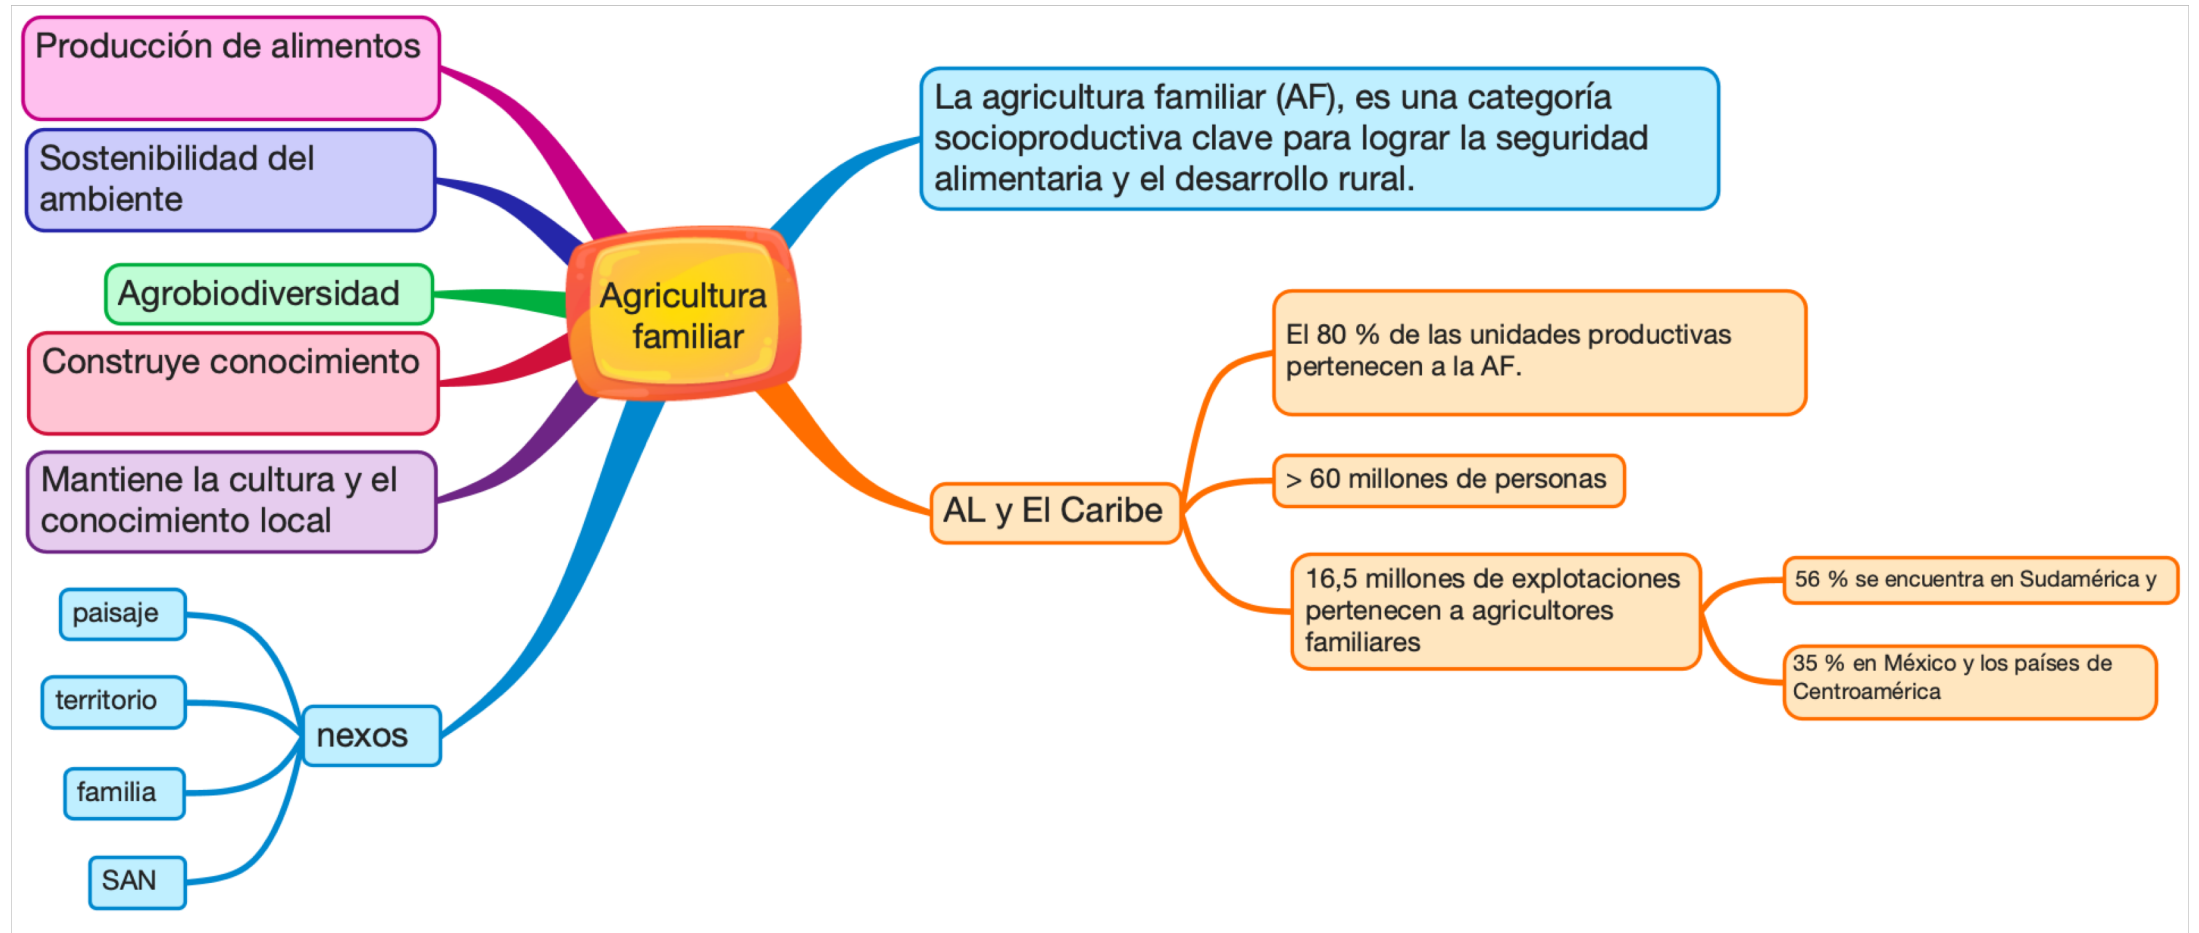 Producción de alimentos
Sostenibilidad del
ambiente
Agrobiodiversidad
Construye conocimiento
Mantiene la cultura y el
conocimiento local
paisaje
territorio
familia
SAN
nexos
Agricultura
familiar
La agricultura familiar (AF), es una categoría
socioproductiva clave para lograr la seguridad
alimentaria y el desarrollo rural.
AL y El Caribe
El 80 % de las unidades productivas
pertenecen a la AF.
> 60 millones de personas
16,5 millones de explotaciones
pertenecen a agricultores
familiares
56 % se encuentra en Sudamérica y
35 % en México y los países de
Centroamérica